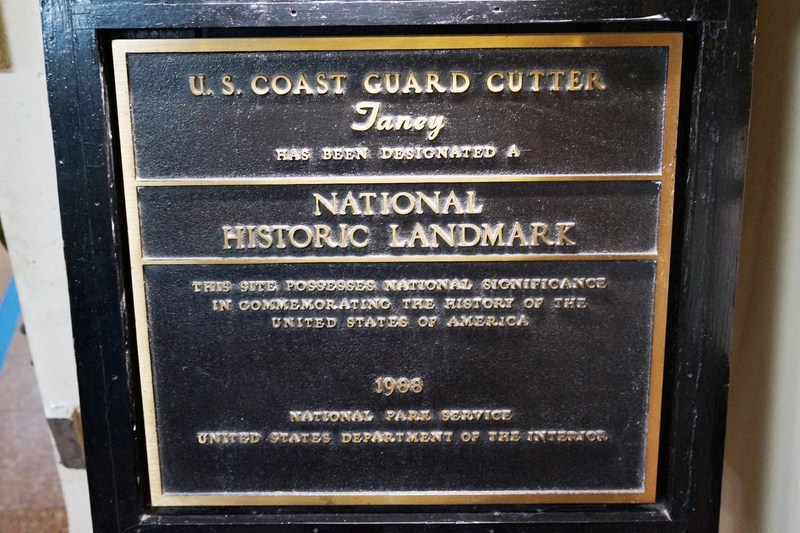 U. S. COAST GUARD CUTTER
Taney
HAS BEEN DESIGNATED A
NATIONAL
HISTORIC LANDMARK
THIS SITE POSSESSES NATIONAL SIGNIFICANCE
IN COMMEMORATING THE HISTORY OF THE
UNITED STATES OF AMERICA
1988
NATIONAL PARK SERVICE
UNITED STATES DEPARTMENT OF THE INTERIOR